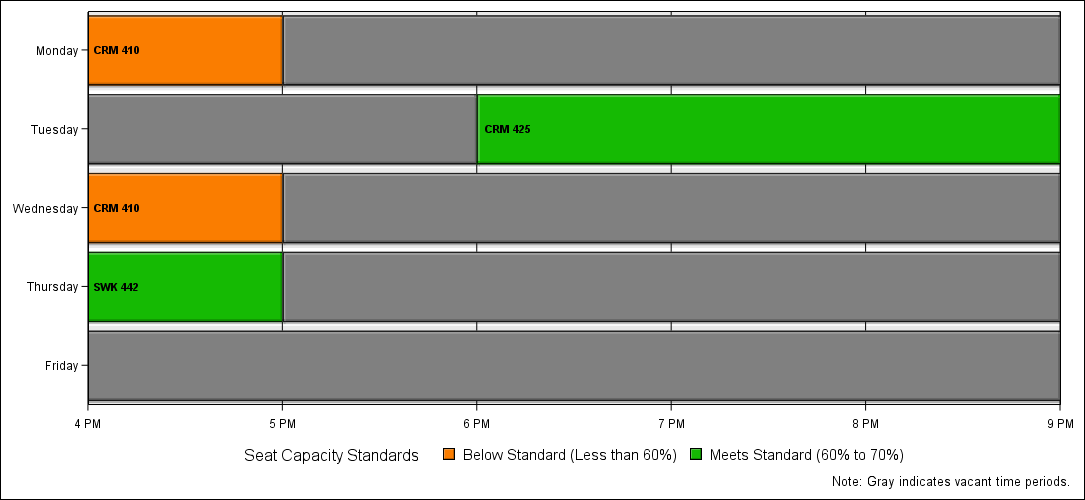 Monday
CRM 410
Tuesday
CRM 425
Wednesday
CRM 410
Thursday
SWK 442
Friday
4 PM 5 PM 6 PM 7 PM 8 PM 9 PM
Seat Capacity Standards Below Standard (Less than 60%) Meets Standard (60% to 70%)
Note: Gray indicates vacant time periods.